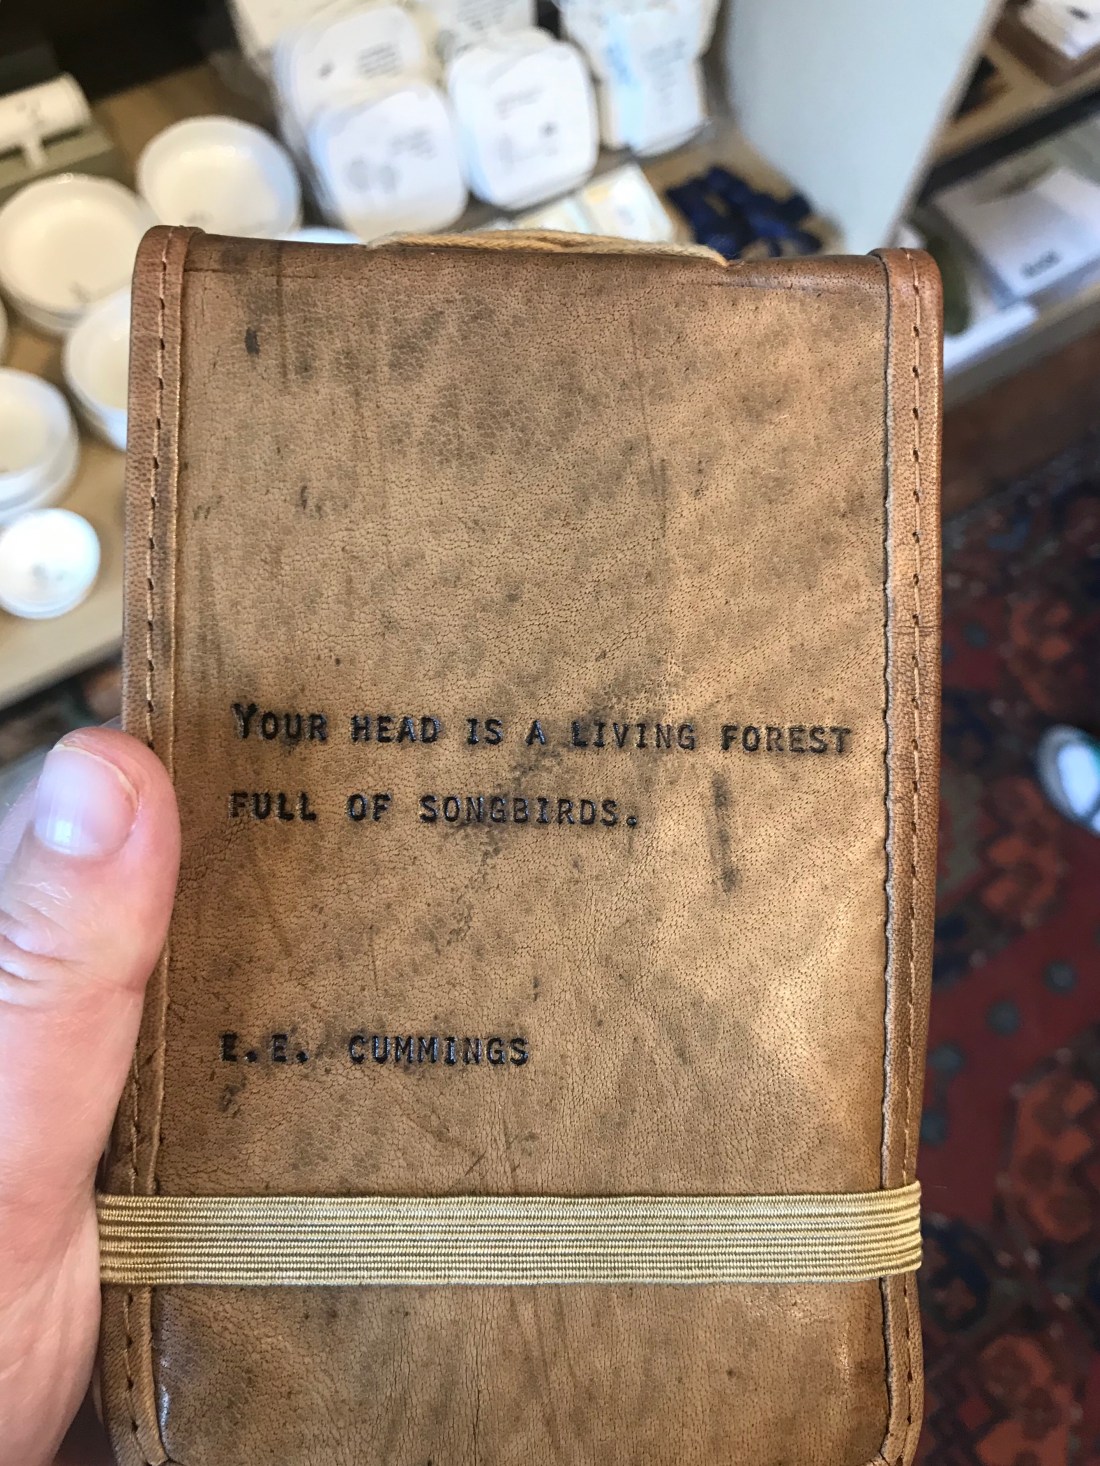 YOUR HEAD IS A LIVING FOREST
FULL OF SONGBIRDS.
E.E. CUMMINGS